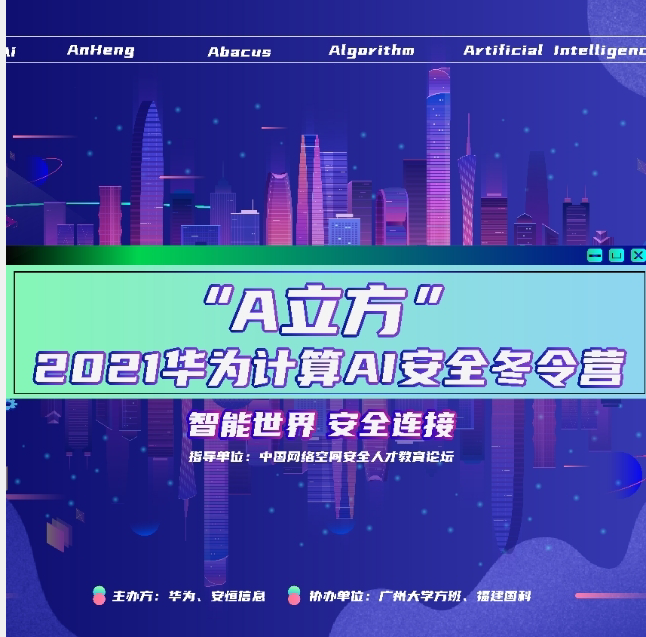 Ai AnHeng Abacus Algorithm Artificial Intelligenc
“A立方”
2021华为计算AI安全冬令营
智能世界 安全连接
指导单位：中国网络空间安全人才教育论坛
主办方：华为、安恒信息 协办单位：广州大学方班、福建国科